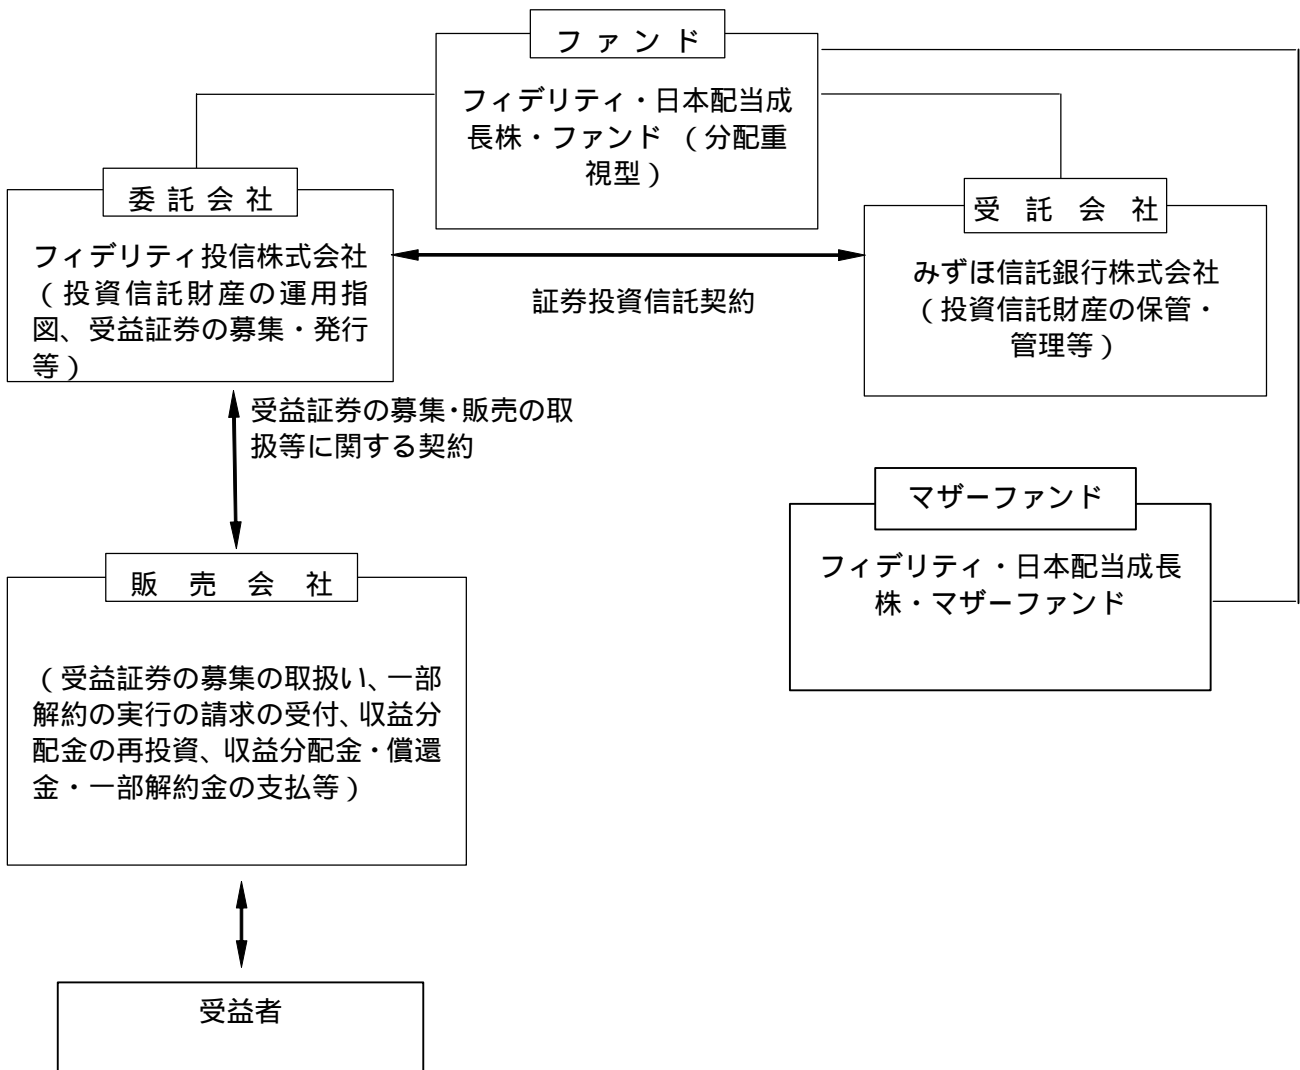 ファンド
フィデリティ・日本配当成
長株・ファンド （分配重
視型）
委託会社
フィデリティ投信株式会社
（投資信託財産の運用指
図、受益証券の募集・発行
等）
証券投資信託契約
受託会社
みずほ信託銀行株式会社
（投資信託財産の保管・
管理等）
受益証券の募集・販売の取
扱等に関する契約
マザーファンド
フィデリティ・日本配当成長
株・マザーファンド
販売会社
（受益証券の募集の取扱い、一部
解約の実行の請求の受付、収益分
配金の再投資、収益分配金・償還
金・一部解約金の支払等）
受益者